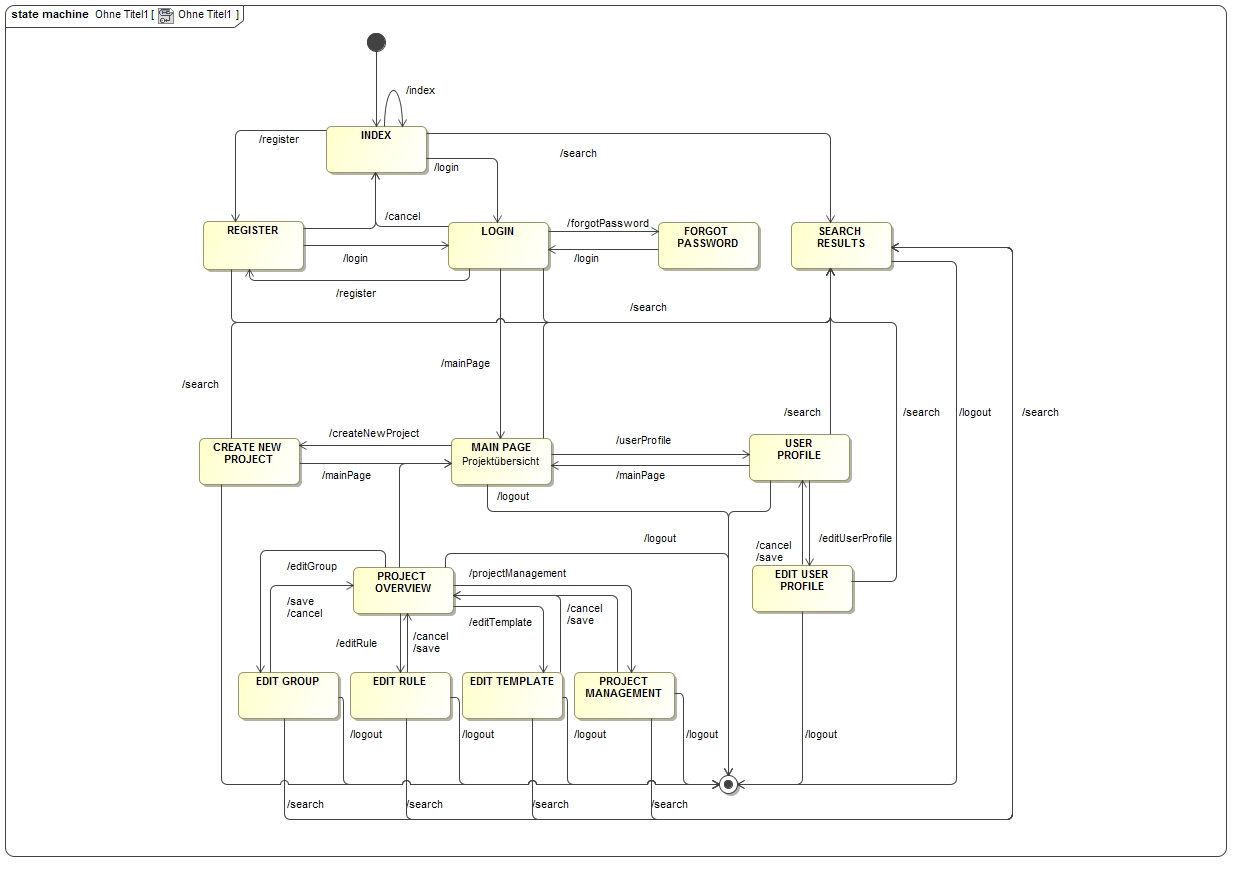 state machine Ohne Titel1 [ Ohne Titel1 ]
/index
INDEX
/register
/login
/search
/cancel
/forgotPassword
REGISTER
LOGIN
FORGOT
PASSWORD
SEARCH
RESULTS
/login
/login
/register
/search
/mainPage
/search
/search
/search
/logout
/search
/createNewProject
/userProfile
CREATE NEW
PROJECT
MAIN PAGE
Projektübersicht
USER
PROFILE
/mainPage
/mainPage
/logout
/logout
/editUserProfile
/cancel
/save
/editGroup
/projectManagement
PROJECT
OVERVIEW
EDIT USER
PROFILE
/save
/cancel
/cancel
/save
/editTemplate
/editRule
/cancel
/save
EDIT GROUP
EDIT RULE
EDIT TEMPLATE
PROJECT
MANAGEMENT
/logout
/logout
/logout
/logout
/logout
/search
/search
/search
/search